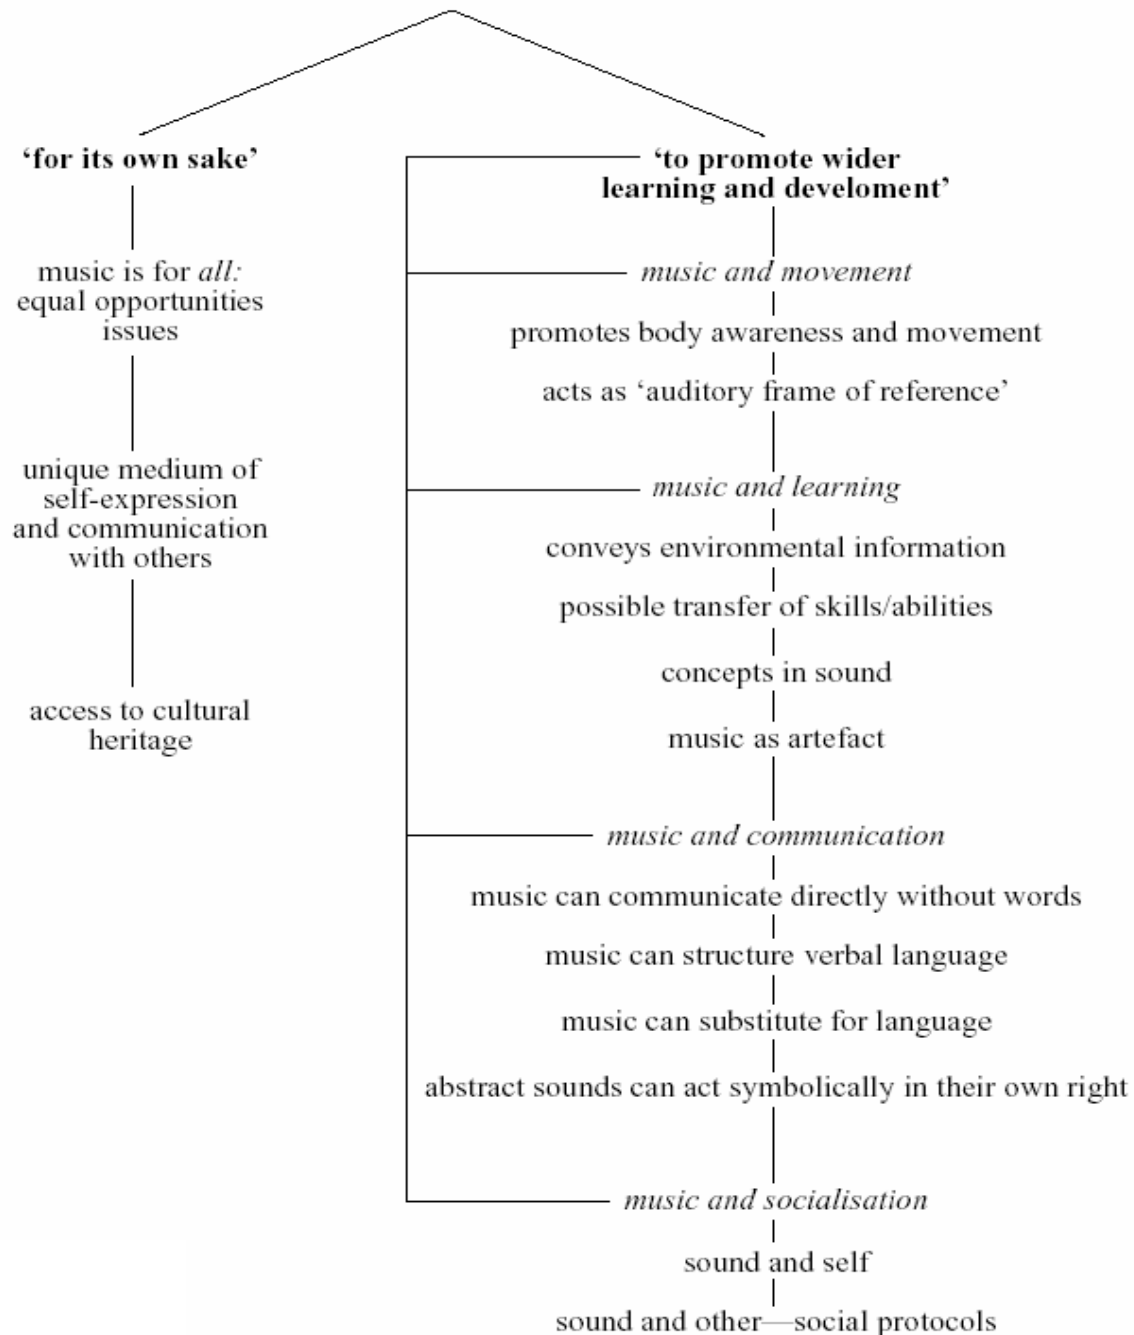 ‘for its own sake’
music is for all:
equal opportunities
issues
unique medium of
self-expression
and communication
with others
access to cultural
heritage
‘to promote wider
learning and develoment’
music and movement
promotes body awareness and movement
acts as ‘auditory frame of reference’
music and learning
conveys environmental information
possible transfer of skills/abilities
concepts in sound
music as artefact
music and communication
music can communicate directly without words
music can structure verbal language
music can substitute for language
abstract sounds can act symbolically in their own right
music and socialisation
sound and self
sound and other—social protocols